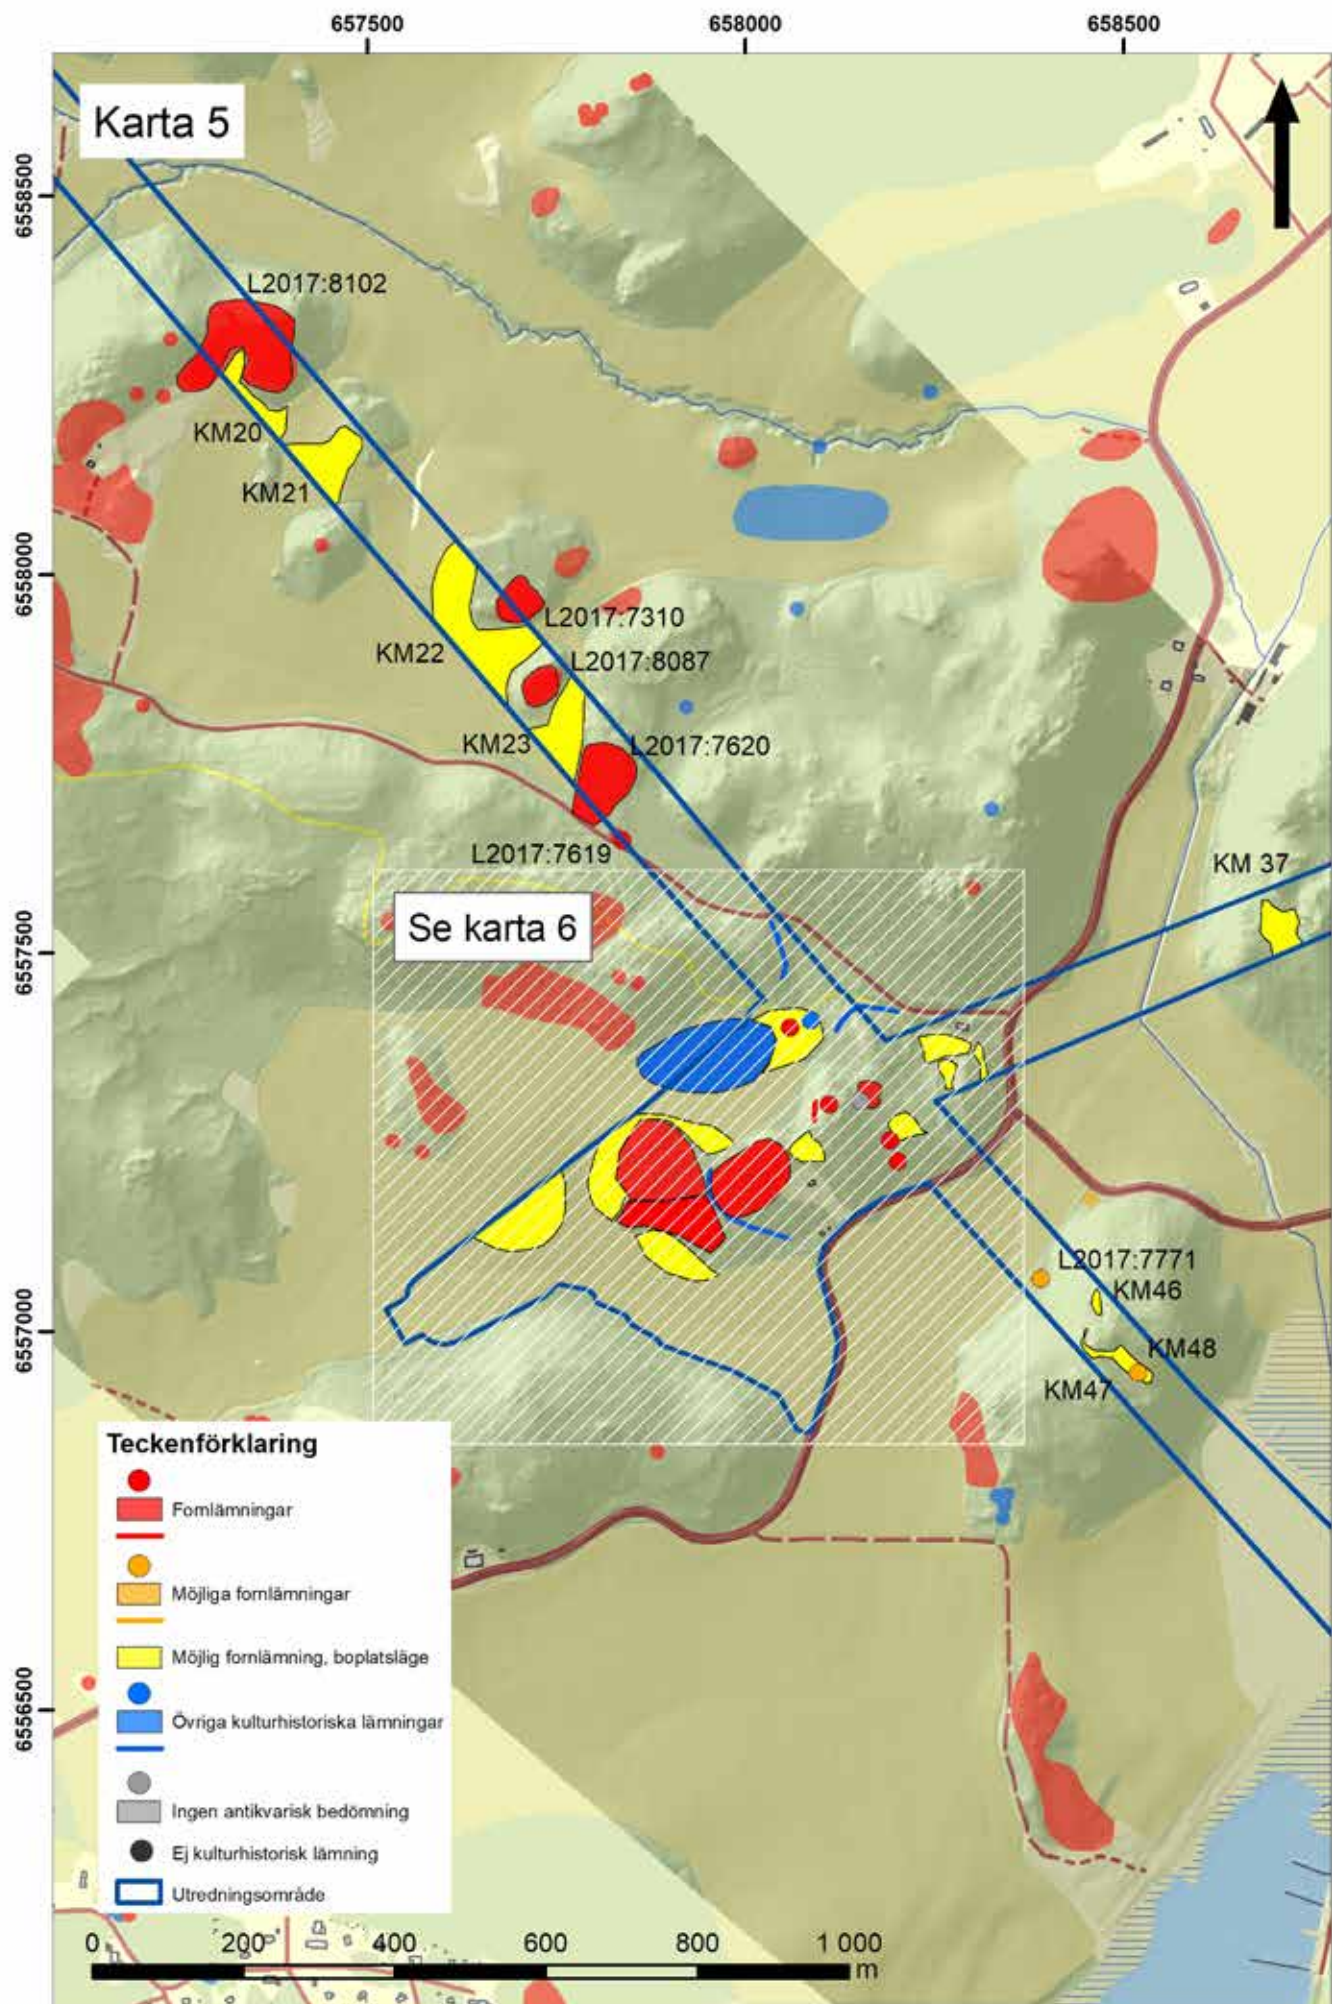 657500
658000
658500
Karta 5
6558500
L2017:8102
KM20
KM21
6558000
L2017:7310
KM22
L2017:8087
KM23
L2017:7620
L2017:7619
KM 37
Se karta 6
6557500
L2017:7771
KM46
6557000
KM48
KM47
Teckenförklaring
Fornlämningar
Möjliga fornlämningar
Möjlig fornlämning, boplatsläge
Övriga kulturhistoriska lämningar
6556500
Ingen antikvarisk bedömning
Ej kulturhistorisk lämning
Utredningsområde
0 200 400 600 800 1 000
m